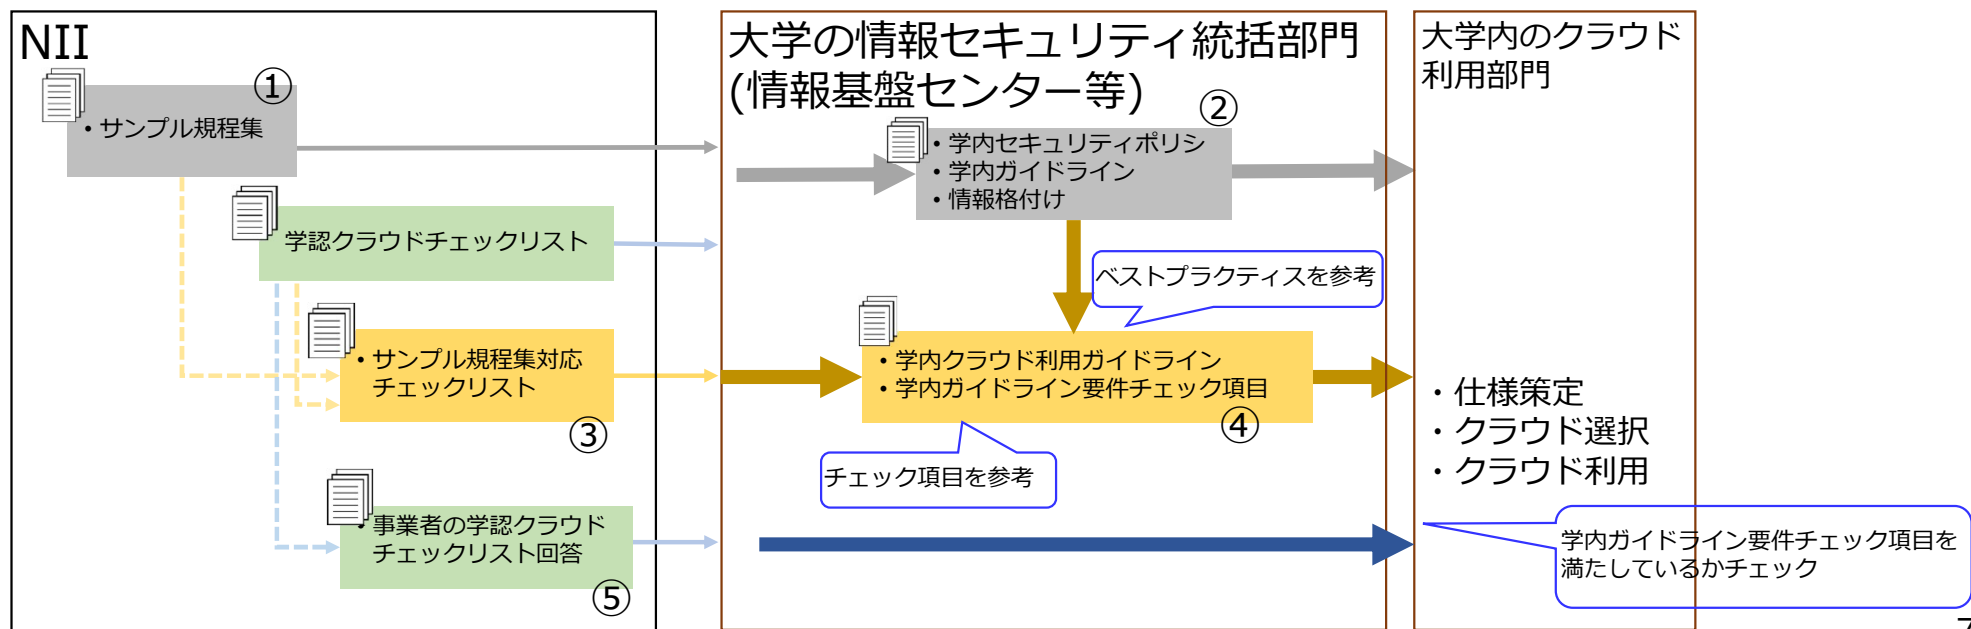 NII
①
・サンプル規程集
学認クラウドチェックリスト
・サンプル規程集対応
チェックリスト
③
・事業者の学認クラウド
チェックリスト回答
⑤
大学の情報セキュリティ統括部門
(情報基盤センター等)
②
・学内セキュリティポリシ
・学内ガイドライン
・情報格付け
ベストプラクティスを参考
・学内クラウド利用ガイドライン
・学内ガイドライン要件チェック項目
④
チェック項目を参考
大学内のクラウド
利用部門
・仕様策定
・クラウド選択
・クラウド利用
学内ガイドライン要件チェック項目を
満たしているかチェック